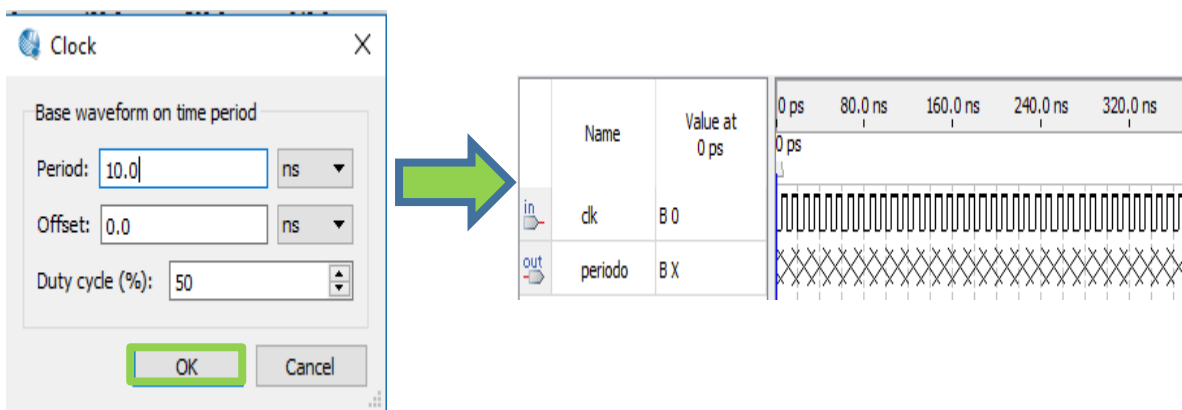 Clock
Base waveform on time period
Period: 10.0 ns
Offset: 0.0 ns
Duty cycle (%): 50
OK Cancel
Name Value at 0 ps
0 ps 80.0 ns 160.0 ns 240.0 ns 320.0 ns
0 ps
in clk B 0
out periodo B X